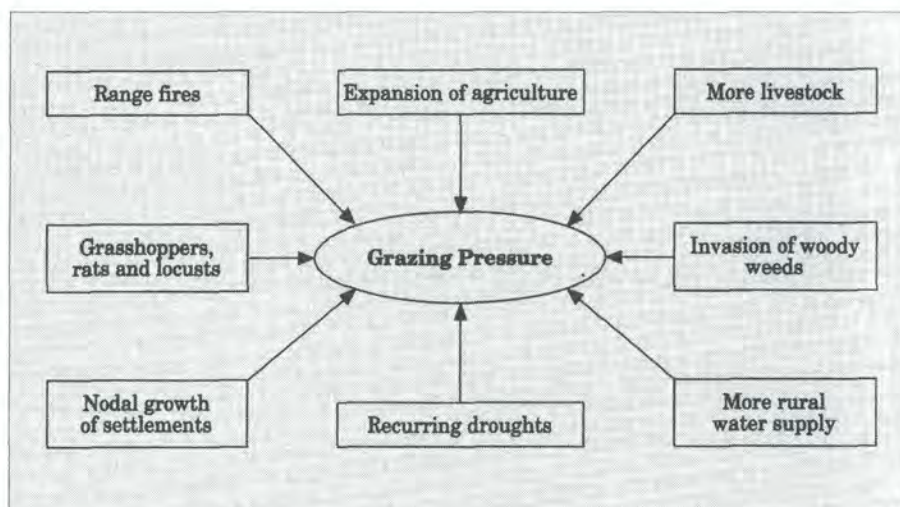 Range fires
Expansion of agriculture
More livestock
Grasshoppers,
rats and locusts
Grazing Pressure
Invasion of woody
weeds
Nodal growth
of settlements
Recurring droughts
More rural
water supply